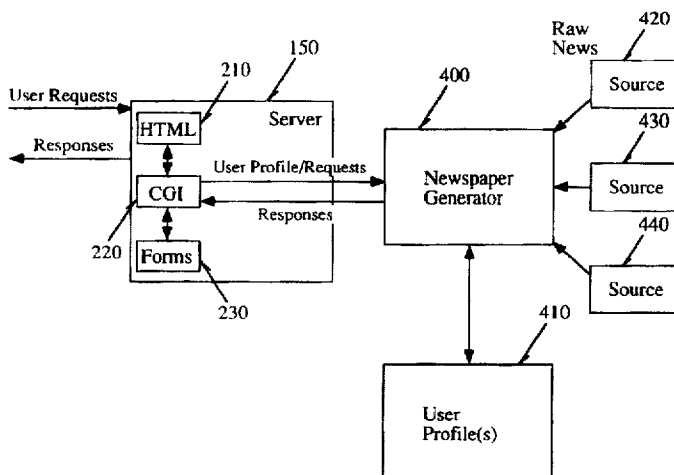 420
Raw
News
150
210
400
Source
User Requests
HTML
Server
430
Responses
User Profile/Requests
Newspaper
Generator
Source
CGI
Responses
440
220
Forms
Source
230
410
User
Profile(s)